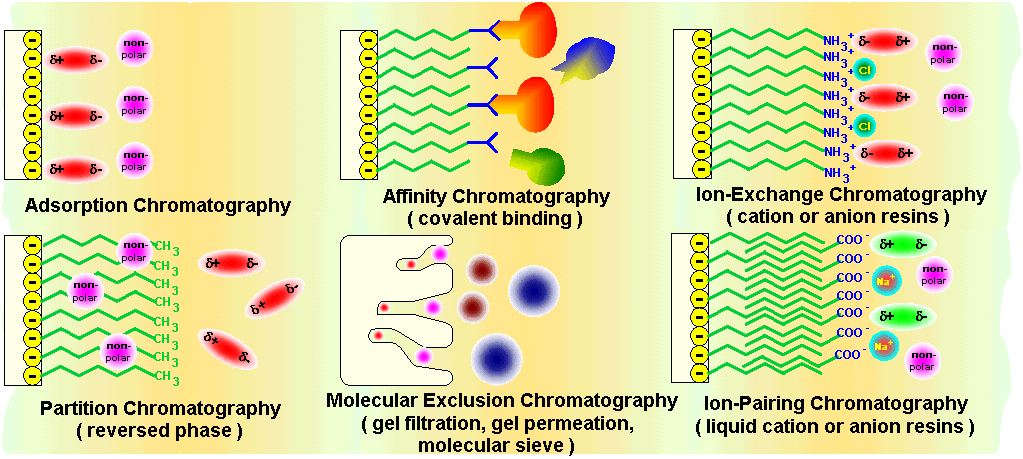 non-
polar
δ+ δ-
non-
polar
δ+ δ-
non-
polar
δ+ δ-
Adsorption Chromatography
Affinity Chromatography
( covalent binding )
NH3+
δ- δ+
NH3+
non-
polar
NH3+
Cl
NH3+
NH3+
δ- δ+
non-
polar
NH3+
Cl
NH3+
NH3+
δ- δ+
Ion-Exchange Chromatography
( cation or anion resins )
non-
polar
CH3
CH3
CH3
CH3
CH3
CH3
CH3
CH3
non-
polar
non-
polar
δ+ δ-
δ+ δ-
δ+ δ-
Partition Chromatography
( reversed phase )
Molecular Exclusion Chromatography
( gel filtration, gel permeation,
molecular sieve )
COO-
δ+ δ-
COO-
non-
polar
COO-
Na+
COO-
COO-
δ+ δ-
COO-
COO-
Na+
non-
polar
Ion-Pairing Chromatography
( liquid cation or anion resins )